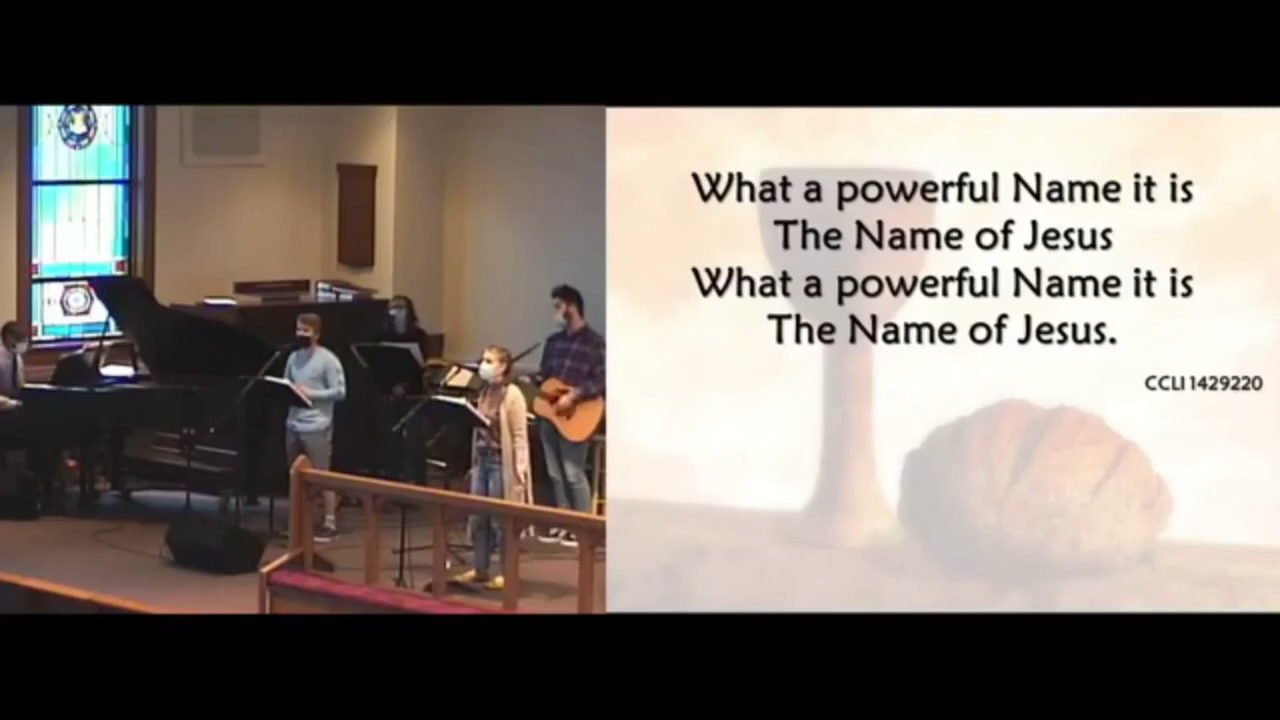 What a powerful Name it is
The Name of Jesus
What a powerful Name it is
The Name of Jesus.
CCLI 1429220